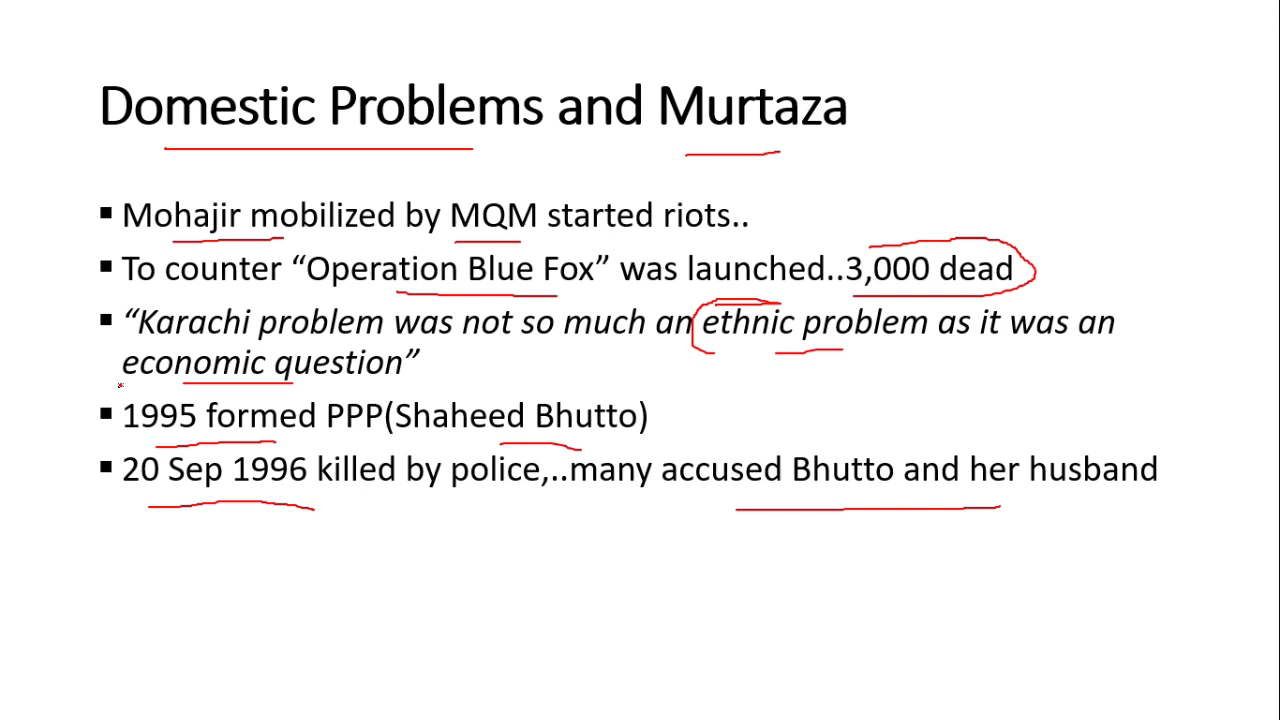 Domestic Problems and Murtaza
▪ Mohajir mobilized by MQM started riots..
▪ To counter “Operation Blue Fox” was launched..3,000 dead
▪ “Karachi problem was not so much an ethnic problem as it was an
economic question”
▪ 1995 formed PPP(Shaheed Bhutto)
▪ 20 Sep 1996 killed by police,..many accused Bhutto and her husband